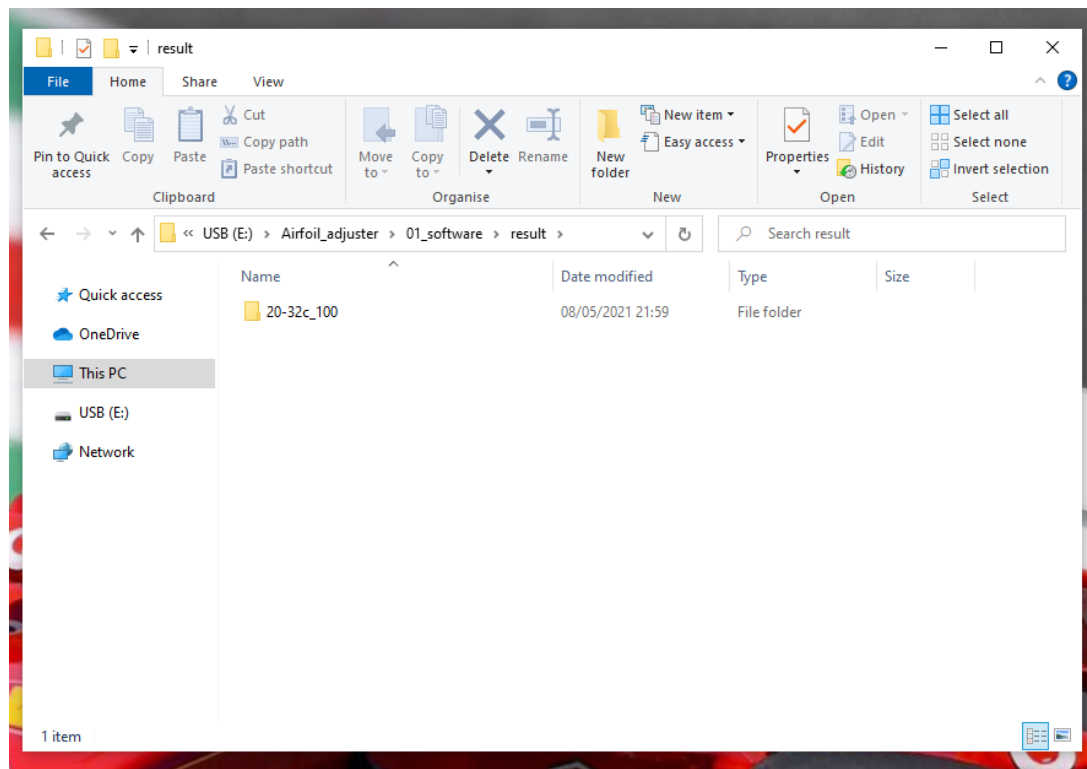 result
File Home Share View
Pin to Quick access
Copy
Paste
Cut
Copy path
Paste shortcut
Clipboard
Move to
Copy to
Delete
Rename
Organise
New folder
New item
Easy access
New
Properties
Open
Edit
History
Open
Select all
Select none
Invert selection
Select
« USB (E:) › Airfoil_adjuster › 01_software › result ›
Search result
Quick access
OneDrive
This PC
USB (E:)
Network
Name Date modified Type Size
20-32c_100 08/05/2021 21:59 File folder
1 item